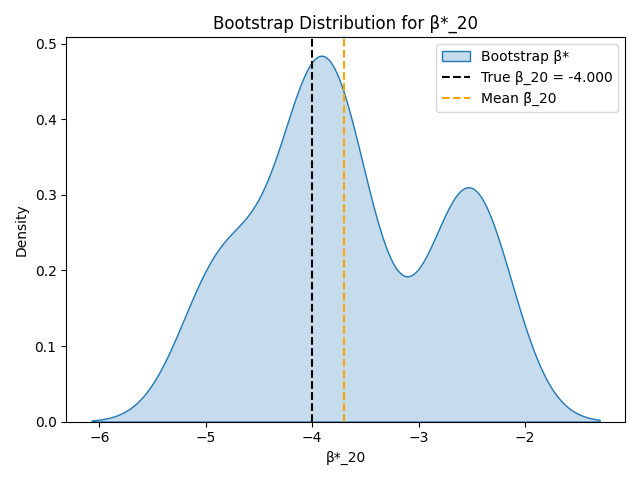 Bootstrap Distribution for β*_20
Bootstrap β*
True β_20 = -4.000
Mean β̂_20
Density
0.5
0.4
0.3
0.2
0.1
0.0
−6
−5
−4
−3
−2
β*_20